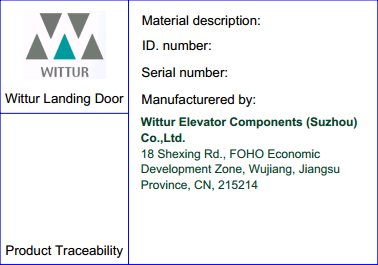 WITTUR
Wittur Landing Door
Product Traceability
Material description:
ID. number:
Serial number:
Manufacturered by:
Wittur Elevator Components (Suzhou)
Co.,Ltd.
18 Shexing Rd., FOHO Economic
Development Zone, Wujiang, Jiangsu
Province, CN, 215214